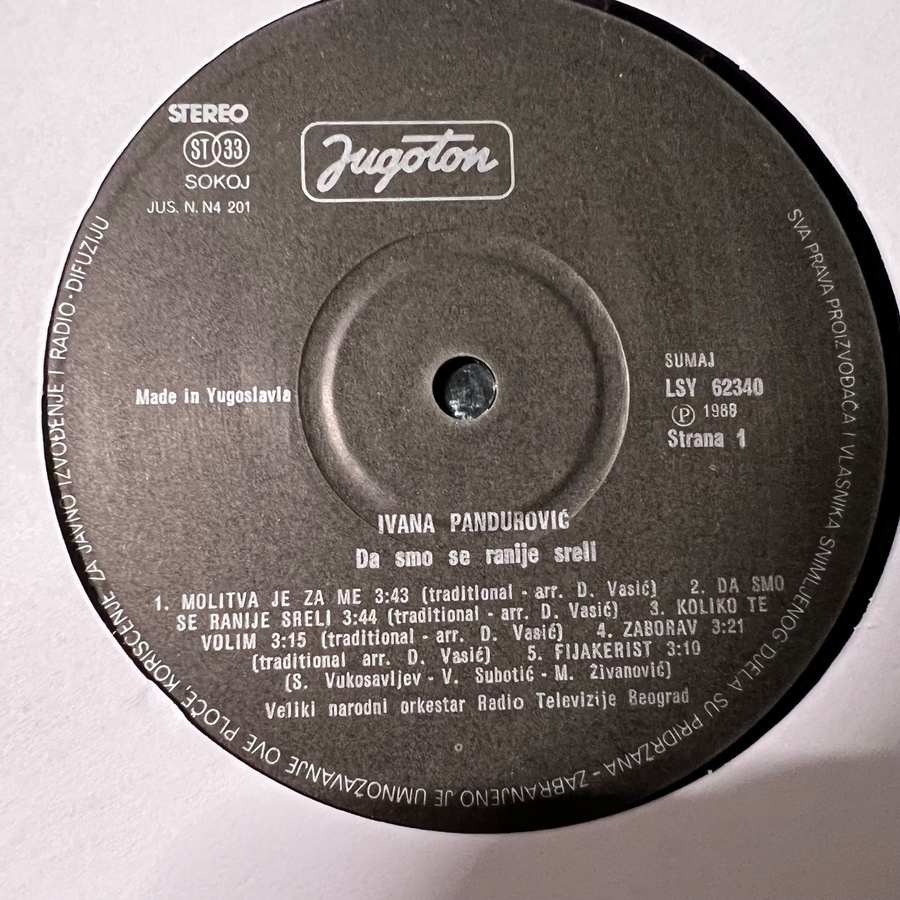 STEREO
ST 33
SOKOJ
JUS. N. N4 201
Jugoton
Made in Yugoslavia
SUMAJ
LSY 62340
Ⓟ 1988
Strana 1
IVANA PANDUROVIĆ
Da smo se ranije sreli
1. MOLITVA JE ZA ME 3:43 (traditional - arr. D. Vasić) 2. DA SMO
SE RANIJE SRELI 3:44 (traditional - arr. D. Vasić) 3. KOLIKO TE
VOLIM 3:15 (traditional - arr. D. Vasić) 4. ZABORAV 3:21
(traditional arr. D. Vasić) 5. FIJAKERIST 3:10
(S. Vukosavljev - V. Subotić - M. Živanović)
Veliki narodni orkestar Radio Televizije Beograd
SVA PRAVA PROIZVOĐAČA I VLASNIKA SNIMLJENOG DJELA SU PRIDRŽANA - ZABRANJENO JE UMNOŽAVANJE OVE PLOČE, KORIŠĆENJE ZA JAVNO IZVOĐENJE I RADIO - DIFUZIJU